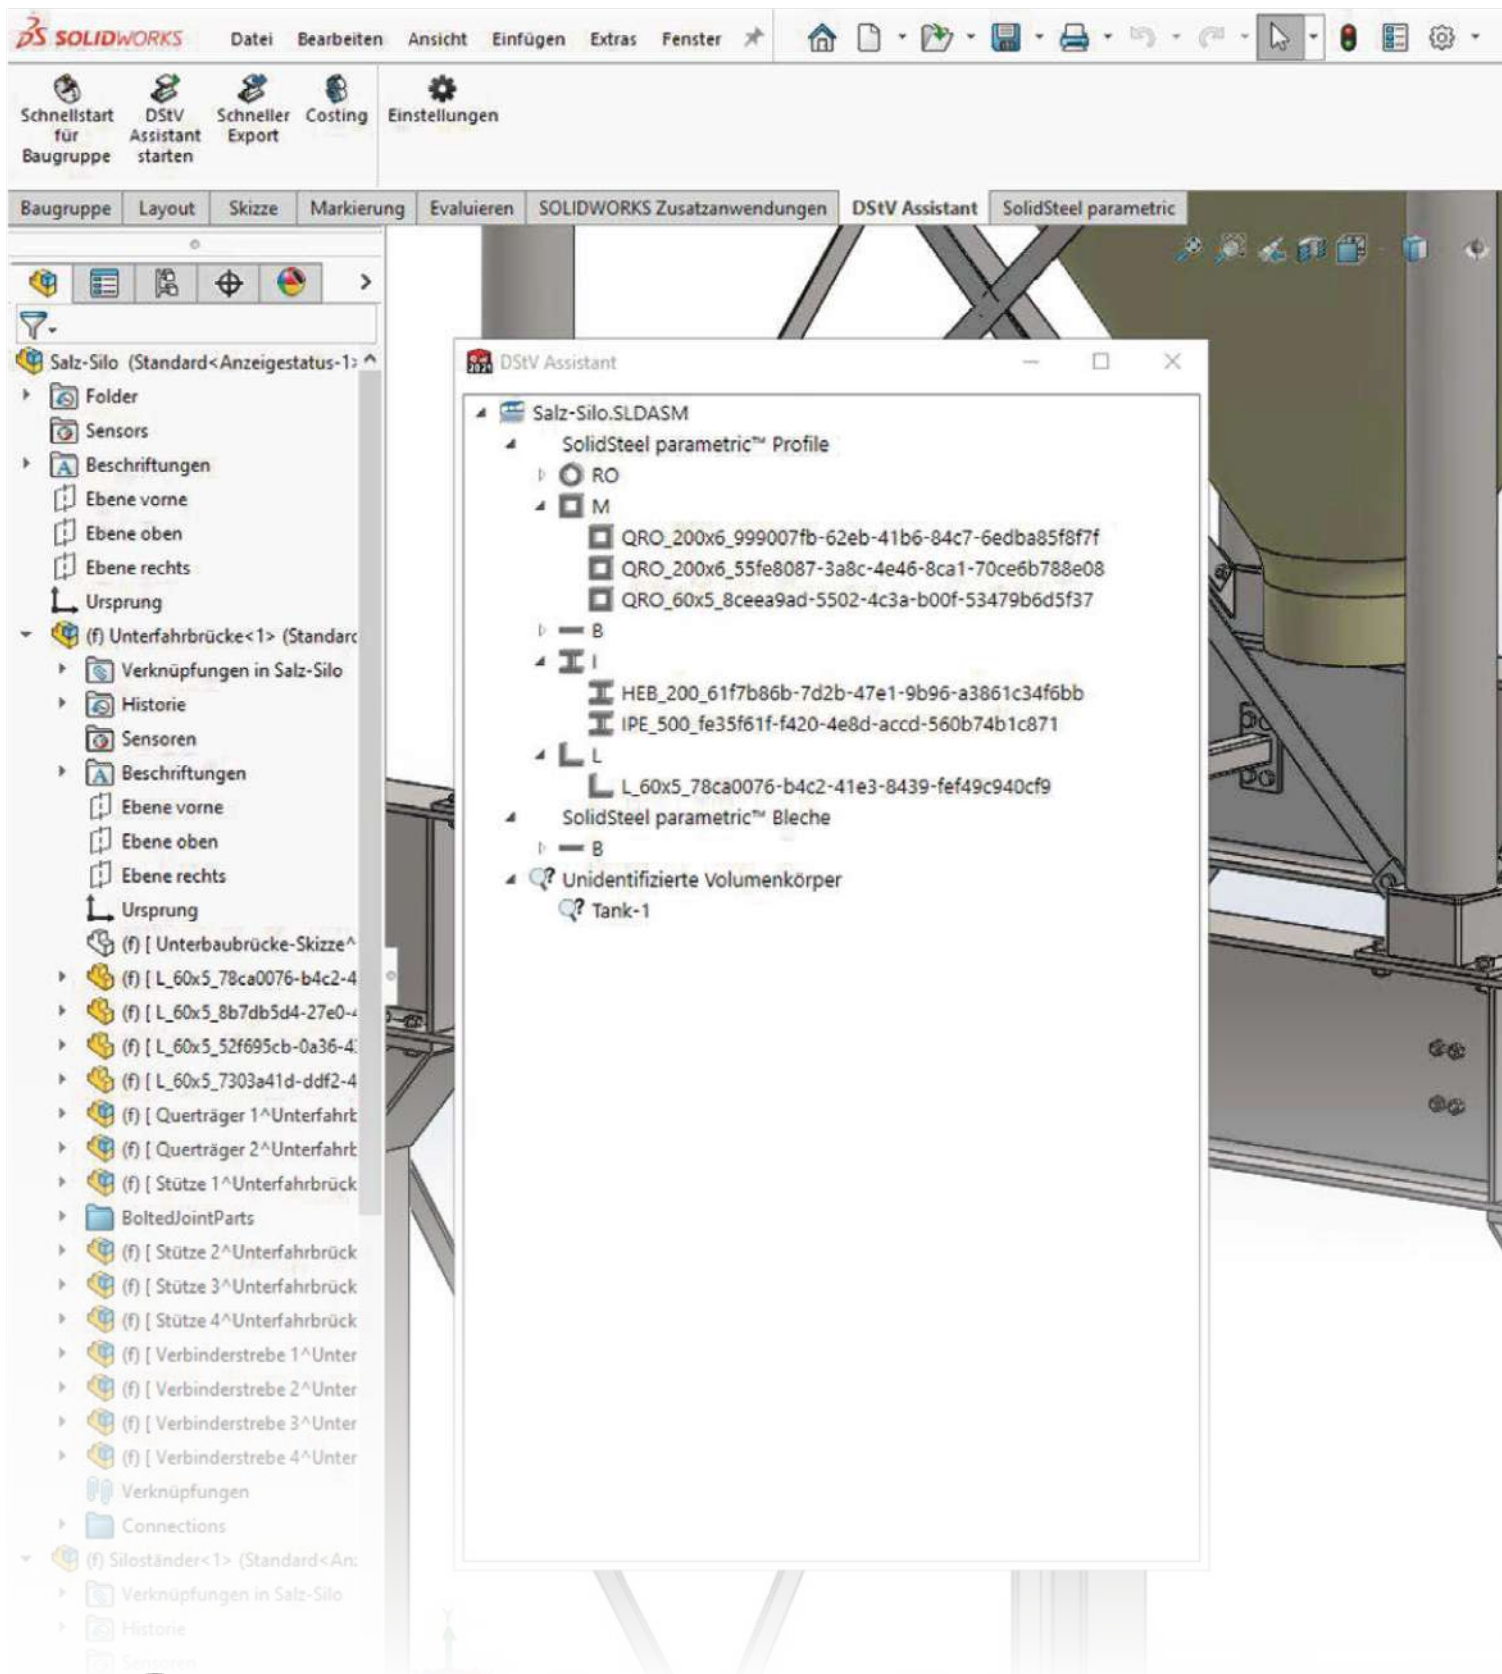 SOLIDWORKS Datei Bearbeiten Ansicht Einfügen Extras Fenster
Schnellstart für Baugruppe
DStV Assistant starten
Schneller Export
Costing
Einstellungen
Baugruppe Layout Skizze Markierung Evaluieren SOLIDWORKS Zusatzanwendungen DStV Assistant SolidSteel parametric
Salz-Silo (Standard<Anzeigestatus-1>
Folder
Sensors
Beschriftungen
Ebene vorne
Ebene oben
Ebene rechts
Ursprung
(f) Unterfahrbrücke<1> (Standard
Verknüpfungen in Salz-Silo
Historie
Sensoren
Beschriftungen
Ebene vorne
Ebene oben
Ebene rechts
Ursprung
(f) [ Unterbaubrücke-Skizze^
(f) [ L_60x5_78ca0076-b4c2-4
(f) [ L_60x5_8b7db5d4-27e0-4
(f) [ L_60x5_52f695cb-0a36-4
(f) [ L_60x5_7303a41d-ddf2-4
(f) [ Querträger 1^Unterfahrb
(f) [ Querträger 2^Unterfahrb
(f) [ Stütze 1^Unterfahrbrück
BoltedJointParts
(f) [ Stütze 2^Unterfahrbrück
(f) [ Stütze 3^Unterfahrbrück
(f) [ Stütze 4^Unterfahrbrück
(f) [ Verbinderstrebe 1^Unter
(f) [ Verbinderstrebe 2^Unter
(f) [ Verbinderstrebe 3^Unter
(f) [ Verbinderstrebe 4^Unter
Verknüpfungen
Connections
(f) Siloständer<1> (Standard<An
Verknüpfungen in Salz-Silo
Historie
Sensoren
DStV Assistant
Salz-Silo.SLDASM
SolidSteel parametric™ Profile
RO
M
QRO_200x6_999007fb-62eb-41b6-84c7-6edba85f8f7f
QRO_200x6_55fe8087-3a8c-4e46-8ca1-70ce6b788e08
QRO_60x5_8ceea9ad-5502-4c3a-b00f-53479b6d5f37
B
I
HEB_200_61f7b86b-7d2b-47e1-9b96-a3861c34f6bb
IPE_500_fe35f61f-f420-4e8d-accd-560b74b1c871
L
L_60x5_78ca0076-b4c2-41e3-8439-fef49c940cf9
SolidSteel parametric™ Bleche
B
Unidentifizierte Volumenkörper
Tank-1